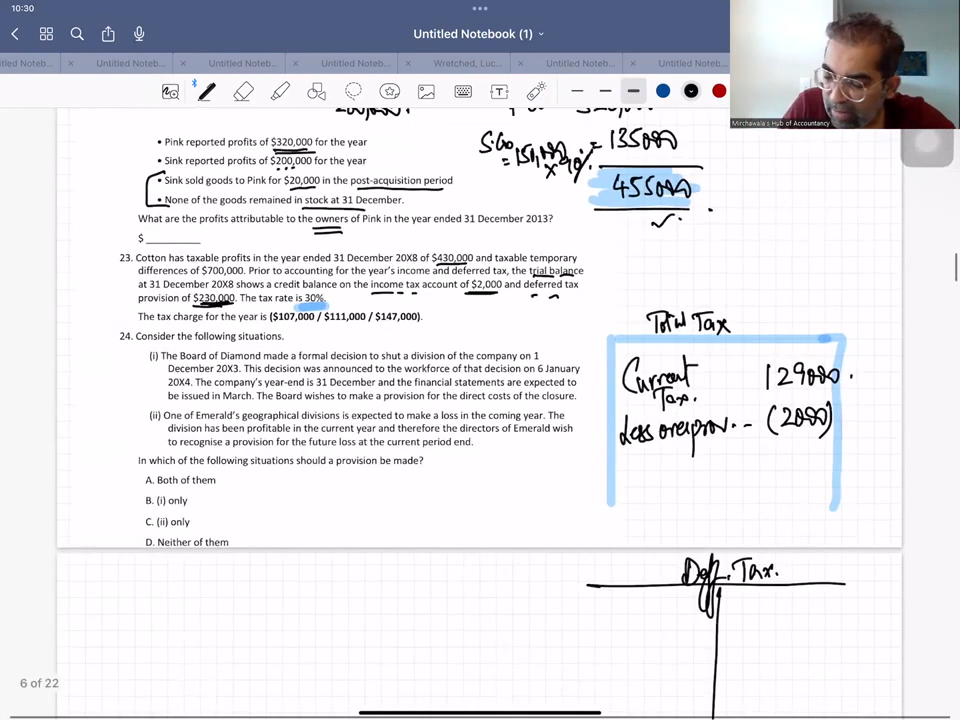 10:30
Untitled Notebook (1)
Untitled Noteb...
Untitled Noteb...
Untitled Noteb...
Wretched, Luc...
Untitled Noteb...
Untitled Noteb...
Mirchawala's Hub of Accountancy
• Pink reported profits of $320,000 for the year
• Sink reported profits of $200,000 for the year
• Sink sold goods to Pink for $20,000 in the post-acquisition period
• None of the goods remained in stock at 31 December.
What are the profits attributable to the owners of Pink in the year ended 31 December 2013?
$ __________
= 150,000 x 90% = 135000
455000
23. Cotton has taxable profits in the year ended 31 December 20X8 of $430,000 and taxable temporary
differences of $700,000. Prior to accounting for the year's income and deferred tax, the trial balance
at 31 December 20X8 shows a credit balance on the income tax account of $2,000 and deferred tax
provision of $230,000. The tax rate is 30%.
The tax charge for the year is ($107,000 / $111,000 / $147,000).
24. Consider the following situations.
(i) The Board of Diamond made a formal decision to shut a division of the company on 1
December 20X3. This decision was announced to the workforce of that decision on 6 January
20X4. The company's year-end is 31 December and the financial statements are expected to
be issued in March. The Board wishes to make a provision for the direct costs of the closure.
(ii) One of Emerald's geographical divisions is expected to make a loss in the coming year. The
division has been profitable in the current year and therefore the directors of Emerald wish
to recognise a provision for the future loss at the current period end.
In which of the following situations should a provision be made?
A. Both of them
B. (i) only
C. (ii) only
D. Neither of them
Total Tax
Current Tax. 129000.
Less overprov.-- (2000)
Deff. Tax.
6 of 22